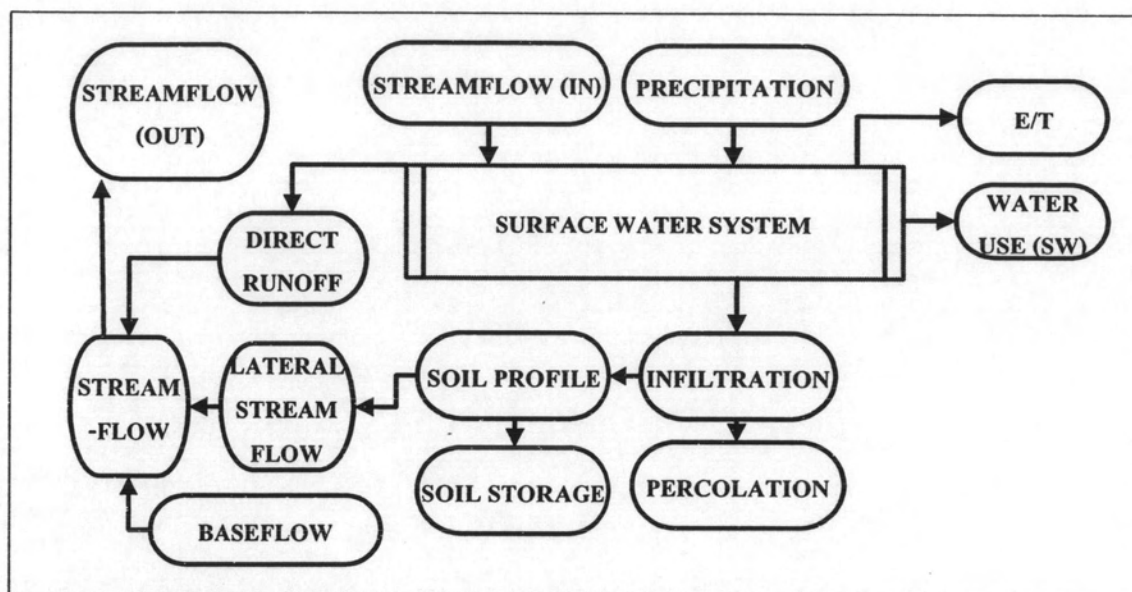 STREAMFLOW
(OUT)
STREAMFLOW (IN)
PRECIPITATION
E/T
SURFACE WATER SYSTEM
WATER
USE (SW)
DIRECT
RUNOFF
STREAM
-FLOW
LATERAL
STREAM
FLOW
SOIL PROFILE
INFILTRATION
SOIL STORAGE
PERCOLATION
BASEFLOW